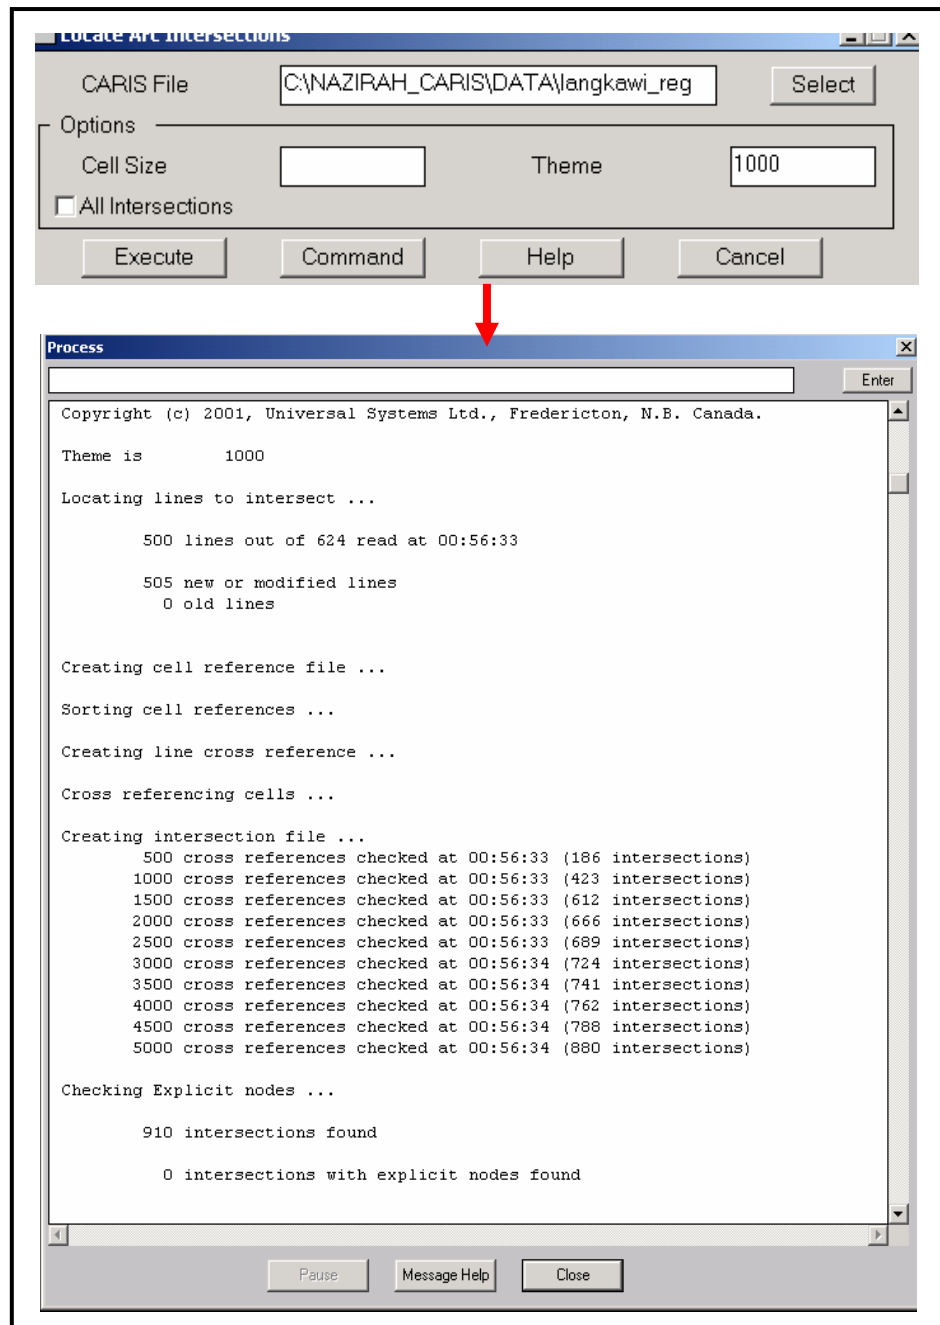 Locate Arc Intersections
CARIS File C:\NAZIRAH_CARIS\DATA\langkawi_reg Select
Options
Cell Size Theme 1000
All Intersections
Execute Command Help Cancel
Process
Enter
Copyright (c) 2001, Universal Systems Ltd., Fredericton, N.B. Canada.
Theme is 1000
Locating lines to intersect ...
500 lines out of 624 read at 00:56:33
505 new or modified lines
0 old lines
Creating cell reference file ...
Sorting cell references ...
Creating line cross reference ...
Cross referencing cells ...
Creating intersection file ...
500 cross references checked at 00:56:33 (186 intersections)
1000 cross references checked at 00:56:33 (423 intersections)
1500 cross references checked at 00:56:33 (612 intersections)
2000 cross references checked at 00:56:33 (666 intersections)
2500 cross references checked at 00:56:33 (689 intersections)
3000 cross references checked at 00:56:34 (724 intersections)
3500 cross references checked at 00:56:34 (741 intersections)
4000 cross references checked at 00:56:34 (762 intersections)
4500 cross references checked at 00:56:34 (788 intersections)
5000 cross references checked at 00:56:34 (880 intersections)
Checking Explicit nodes ...
910 intersections found
0 intersections with explicit nodes found
Pause Message Help Close